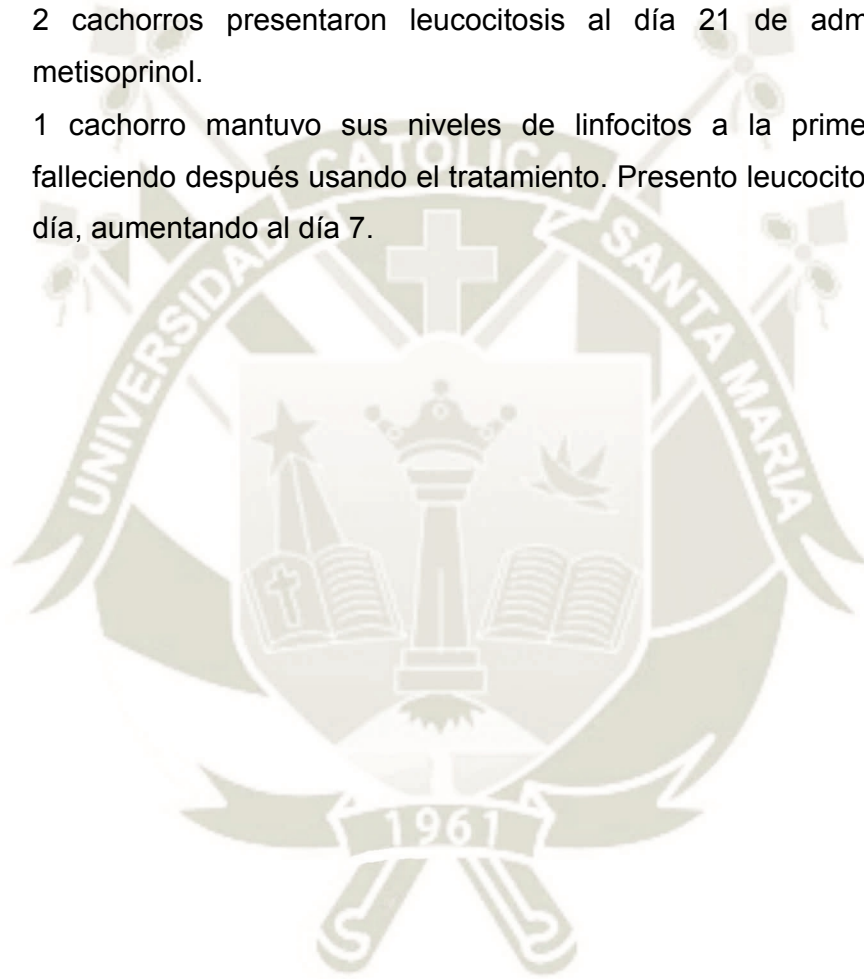 2 cachorros presentaron leucocitosis al día 21 de adm
metisoprinol.
1 cachorro mantuvo sus niveles de linfocitos a la prime
falleciendo después usando el tratamiento. Presento leucocito
día, aumentando al día 7.
UNIVERSIDAD CATOLICA SANTA MARIA
1961